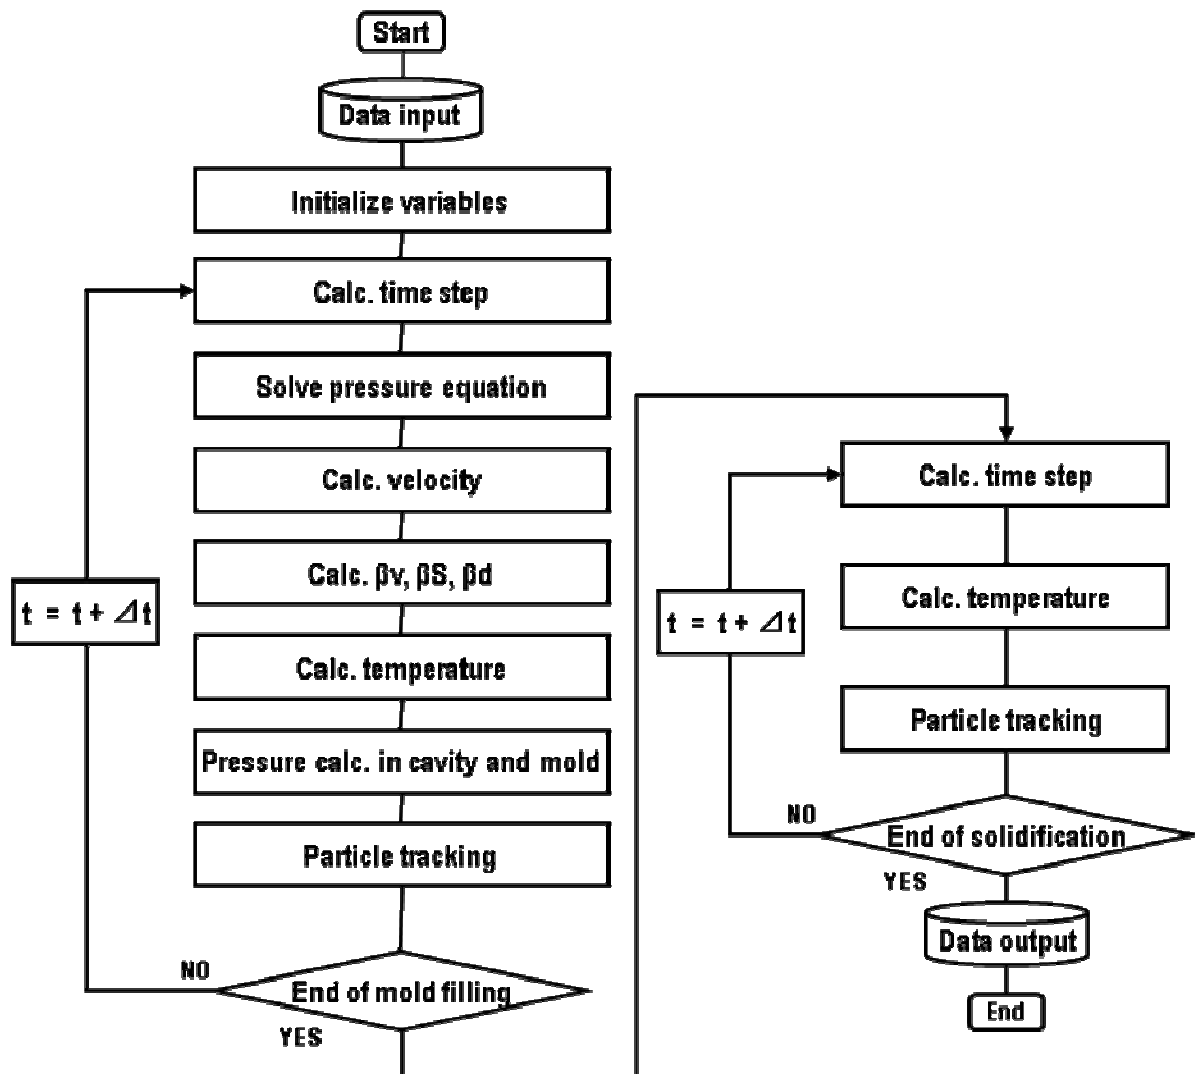 Start
Data input
Initialize variables
Calc. time step
Solve pressure equation
Calc. velocity
Calc. βv, βS, βd
t = t + Δt
Calc. temperature
Pressure calc. in cavity and mold
Particle tracking
NO
End of mold filling
YES
Calc. time step
Calc. temperature
t = t + Δt
Particle tracking
NO
End of solidification
YES
Data output
End